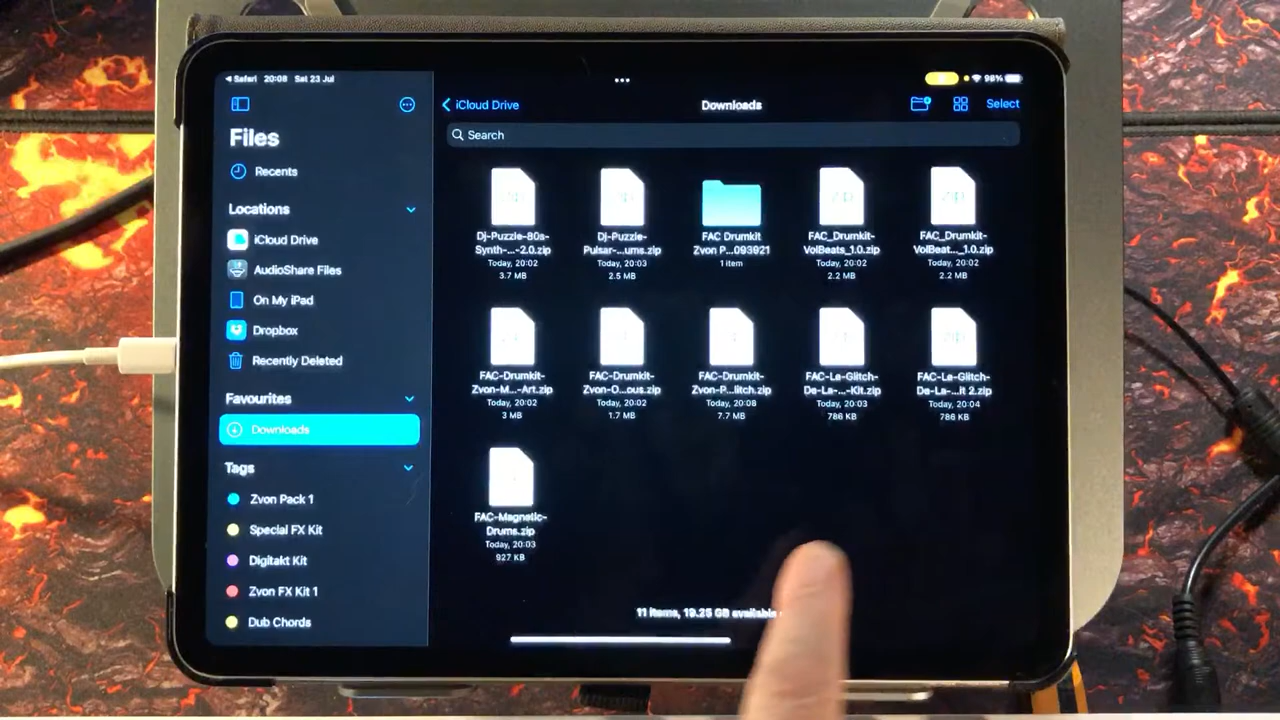 Safari 20:08 Sat 23 Jul
98%
Files
Recents
Locations
iCloud Drive
AudioShare Files
On My iPad
Dropbox
Recently Deleted
Favourites
Downloads
Tags
Zvon Pack 1
Special FX Kit
Digitakt Kit
Zvon FX Kit 1
Dub Chords
iCloud Drive
Downloads
Select
Search
Dj-Puzzle-80s-
Synth-...-2.0.zip
Today, 20:02
3.7 MB
Dj-Puzzle-
Pulsar-...ums.zip
Today, 20:03
2.5 MB
FAC Drumkit
Zvon P...093921
1 item
FAC_Drumkit-
VolBeats_1.0.zip
Today, 20:02
2.2 MB
FAC_Drumkit-
VolBeat..._1.0.zip
Today, 20:02
2.2 MB
FAC-Drumkit-
Zvon-M...-Art.zip
Today, 20:02
3 MB
FAC-Drumkit-
Zvon-O...ous.zip
Today, 20:02
1.7 MB
FAC-Drumkit-
Zvon-P...litch.zip
Today, 20:08
7.7 MB
FAC-Le-Glitch-
De-La-...-Kit.zip
Today, 20:03
786 KB
FAC-Le-Glitch-
De-La-...it 2.zip
Today, 20:04
786 KB
FAC-Magnetic-
Drums.zip
Today, 20:03
927 KB
11 items, 19.25 GB available